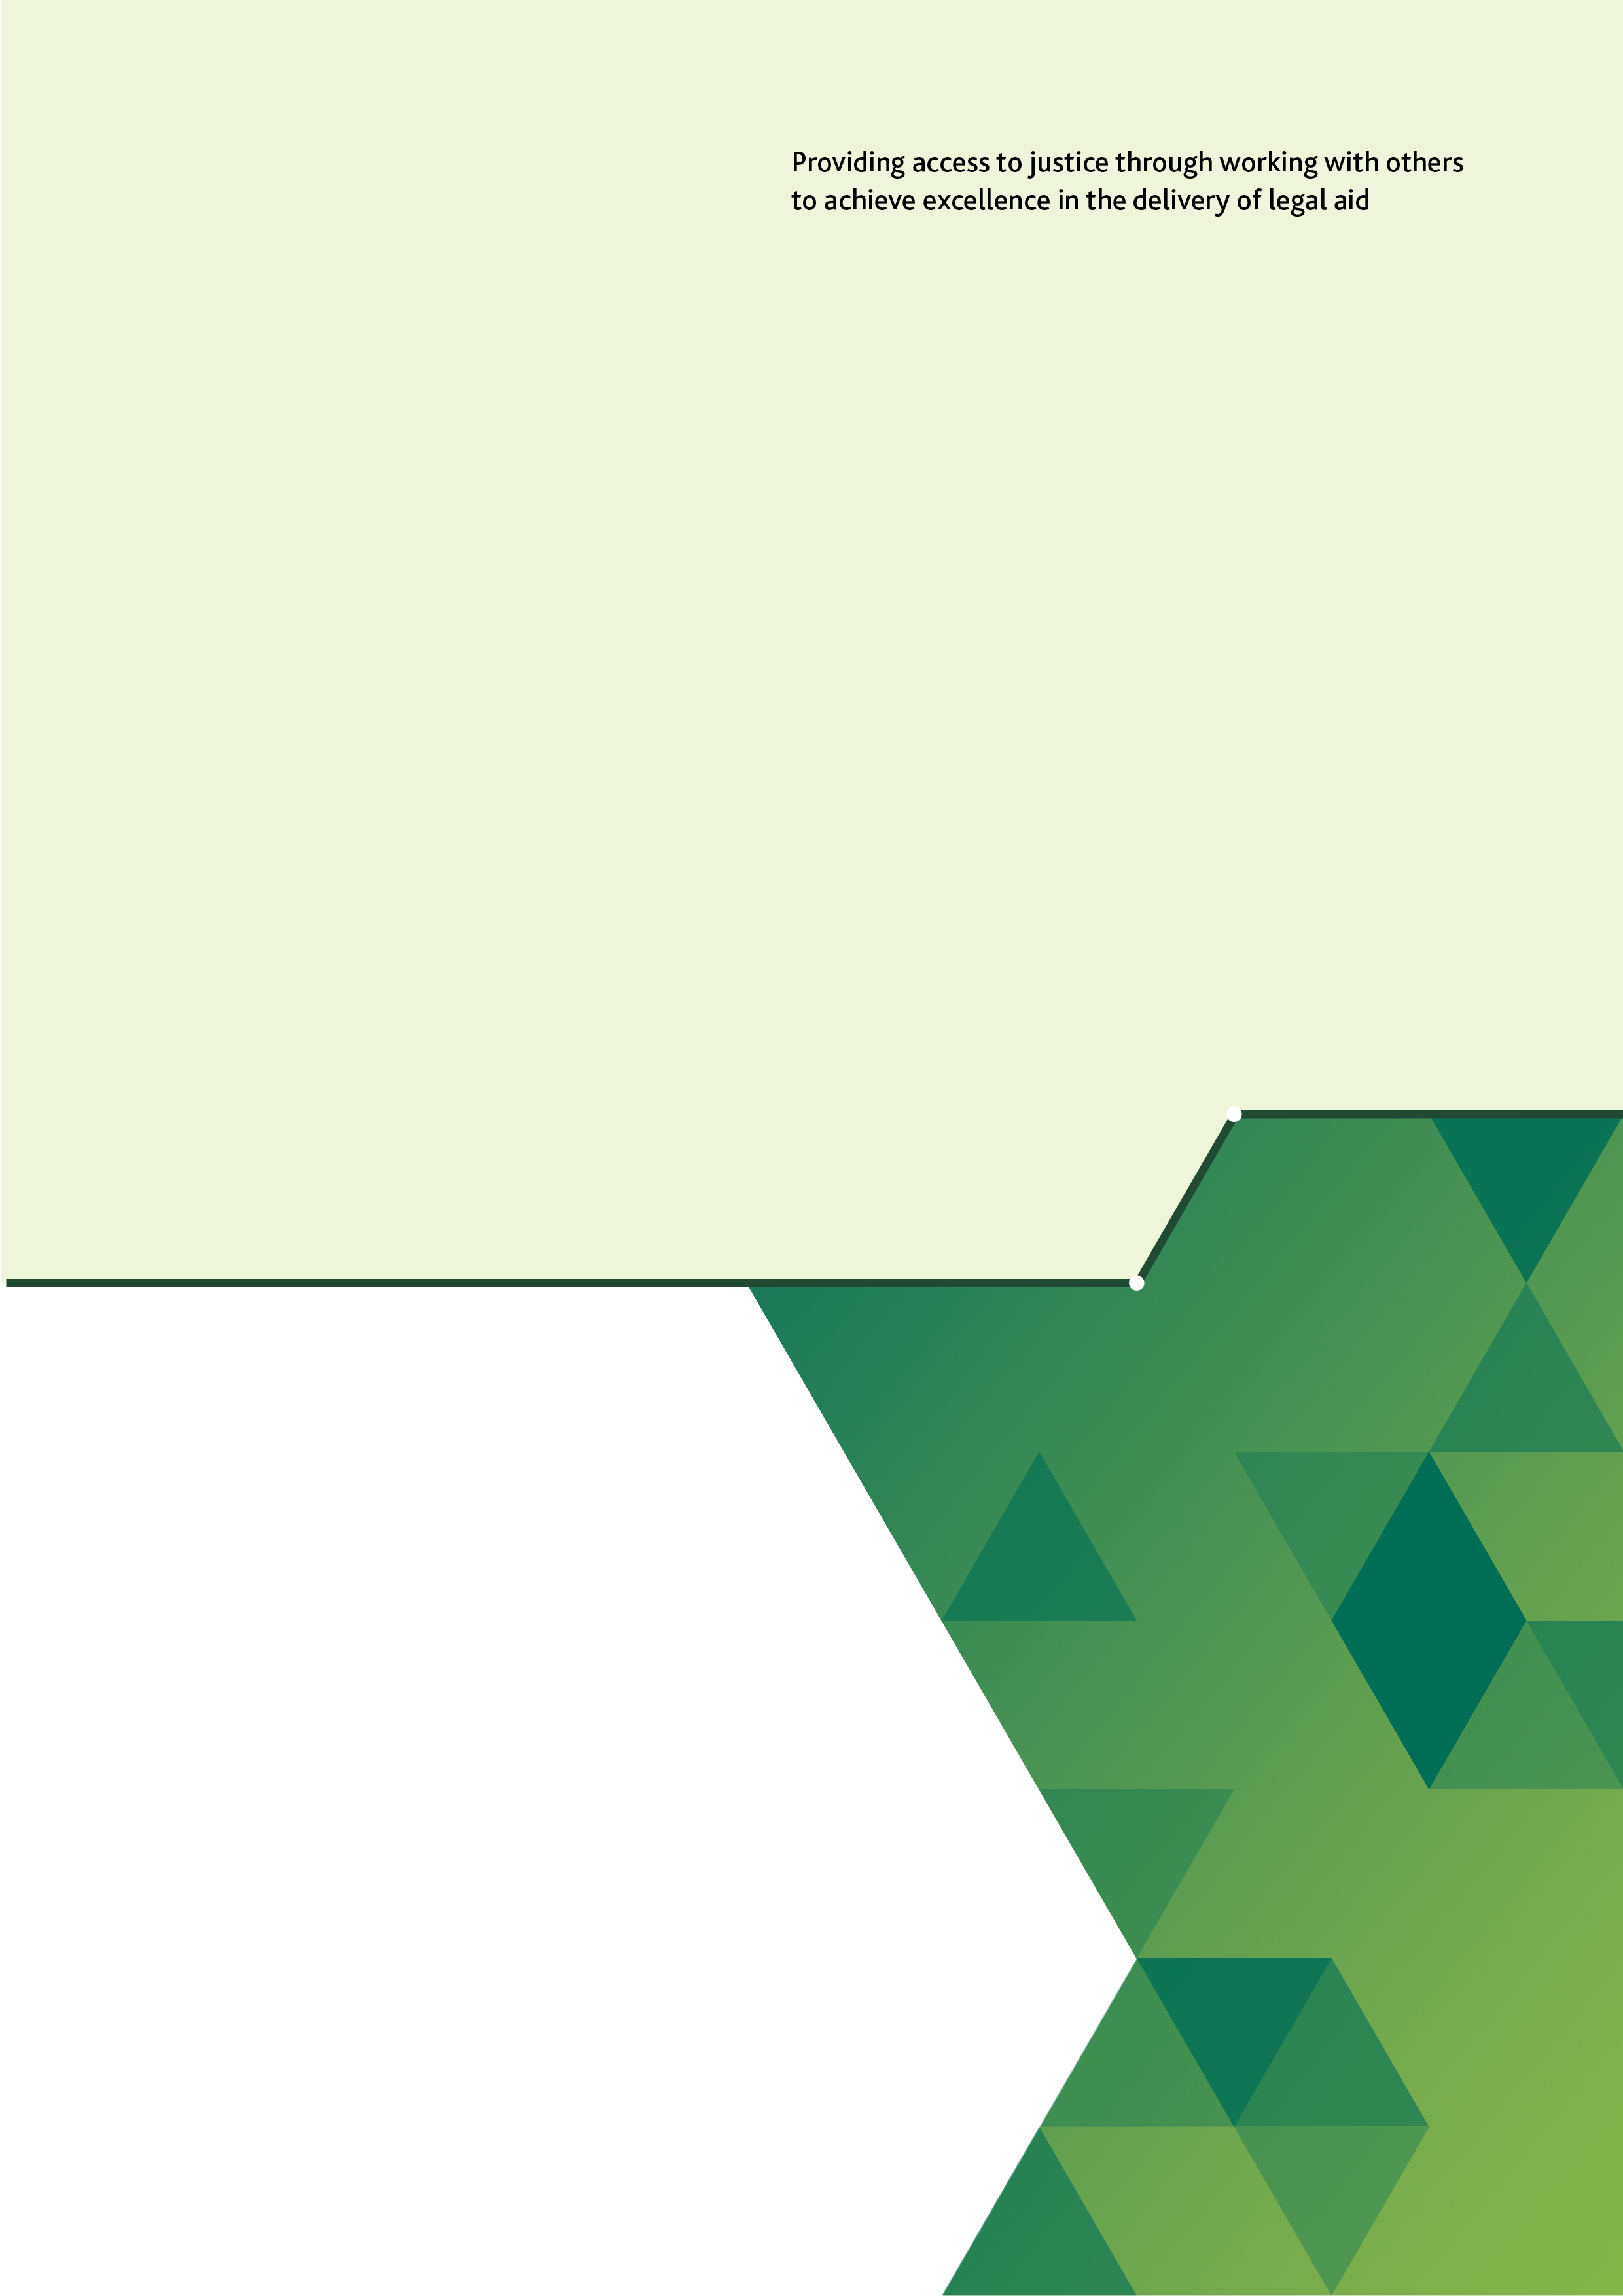 Providing access to justice through working with others
to achieve excellence in the delivery of legal aid